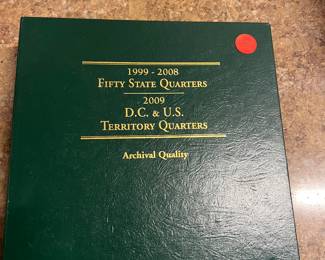 1999 - 2008
Fifty State Quarters
2009
D.C. & U.S.
Territory Quarters
Archival Quality